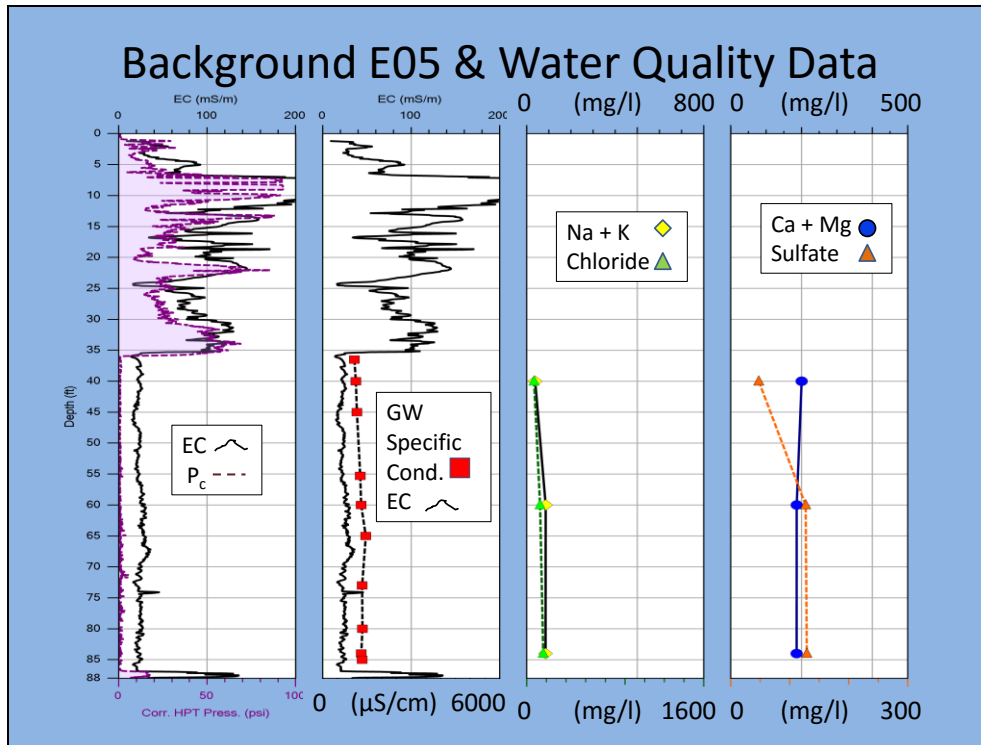 Background E05 & Water Quality Data
EC (mS/m)
0 100 200
EC (mS/m)
0 100 20
0 (mg/l) 800
0 (mg/l) 500
Depth (ft)
0
5
10
15
20
25
30
35
40
45
50
55
60
65
70
75
80
85
88
EC
Pc
GW
Specific
Cond.
EC
Na + K
Chloride
Ca + Mg
Sulfate
0 50 100
Corr. HPT Press. (psi)
0 (µS/cm) 6000
0 (mg/l) 1600
0 (mg/l) 300